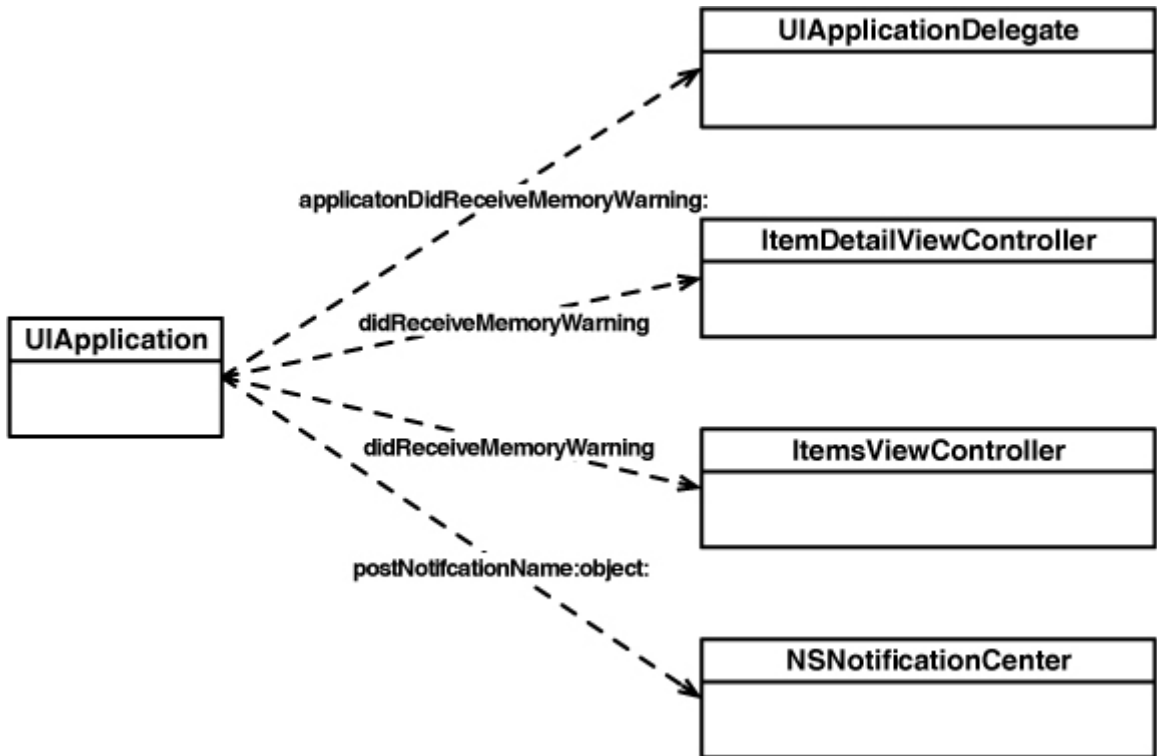 UIApplicationDelegate
applicatonDidReceiveMemoryWarning:
ItemDetailViewController
didReceiveMemoryWarning
UIApplication
didReceiveMemoryWarning
ItemsViewController
postNotifcationName:object:
NSNotificationCenter